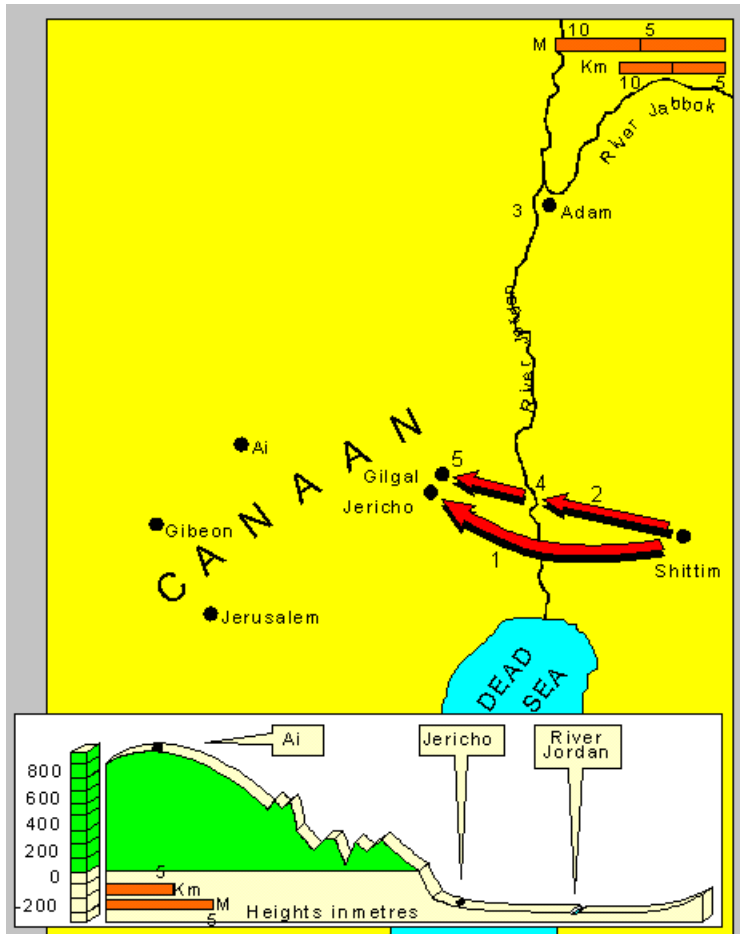 10 5
M
Km
10 5
River Jabbok
3
Adam
River Jordan
CANAAN
Ai
Gilgal
5
Jericho
4
2
Gibeon
1
Shittim
Jerusalem
DEAD
SEA
Ai
Jericho
River
Jordan
800
600
400
200
0
-200
5
Km
M
5
Heights in metres